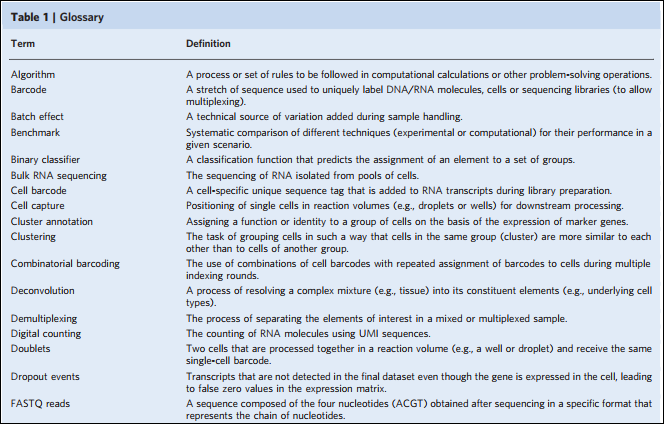 Table 1 | Glossary
Term Definition
Algorithm A process or set of rules to be followed in computational calculations or other problem-solving operations.
Barcode A stretch of sequence used to uniquely label DNA/RNA molecules, cells or sequencing libraries (to allow
multiplexing).
Batch effect A technical source of variation added during sample handling.
Benchmark Systematic comparison of different techniques (experimental or computational) for their performance in a
given scenario.
Binary classifier A classification function that predicts the assignment of an element to a set of groups.
Bulk RNA sequencing The sequencing of RNA isolated from pools of cells.
Cell barcode A cell-specific unique sequence tag that is added to RNA transcripts during library preparation.
Cell capture Positioning of single cells in reaction volumes (e.g., droplets or wells) for downstream processing.
Cluster annotation Assigning a function or identity to a group of cells on the basis of the expression of marker genes.
Clustering The task of grouping cells in such a way that cells in the same group (cluster) are more similar to each
other than to cells of another group.
Combinatorial barcoding The use of combinations of cell barcodes with repeated assignment of barcodes to cells during multiple
indexing rounds.
Deconvolution A process of resolving a complex mixture (e.g., tissue) into its constituent elements (e.g., underlying cell
types).
Demultiplexing The process of separating the elements of interest in a mixed or multiplexed sample.
Digital counting The counting of RNA molecules using UMI sequences.
Doublets Two cells that are processed together in a reaction volume (e.g., a well or droplet) and receive the same
single-cell barcode.
Dropout events Transcripts that are not detected in the final dataset even though the gene is expressed in the cell, leading
to false zero values in the expression matrix.
FASTQ reads A sequence composed of the four nucleotides (ACGT) obtained after sequencing in a specific format that
represents the chain of nucleotides.